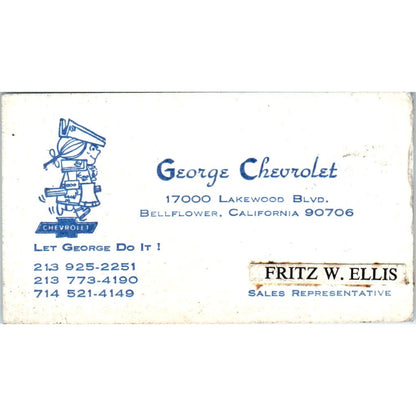 George Chevrolet
17000 Lakewood Blvd.
Bellflower, California 90706
CHEVROLET
Let George Do It !
213 925-2251
213 773-4190
714 521-4149
FRITZ W. ELLIS
Sales Representative